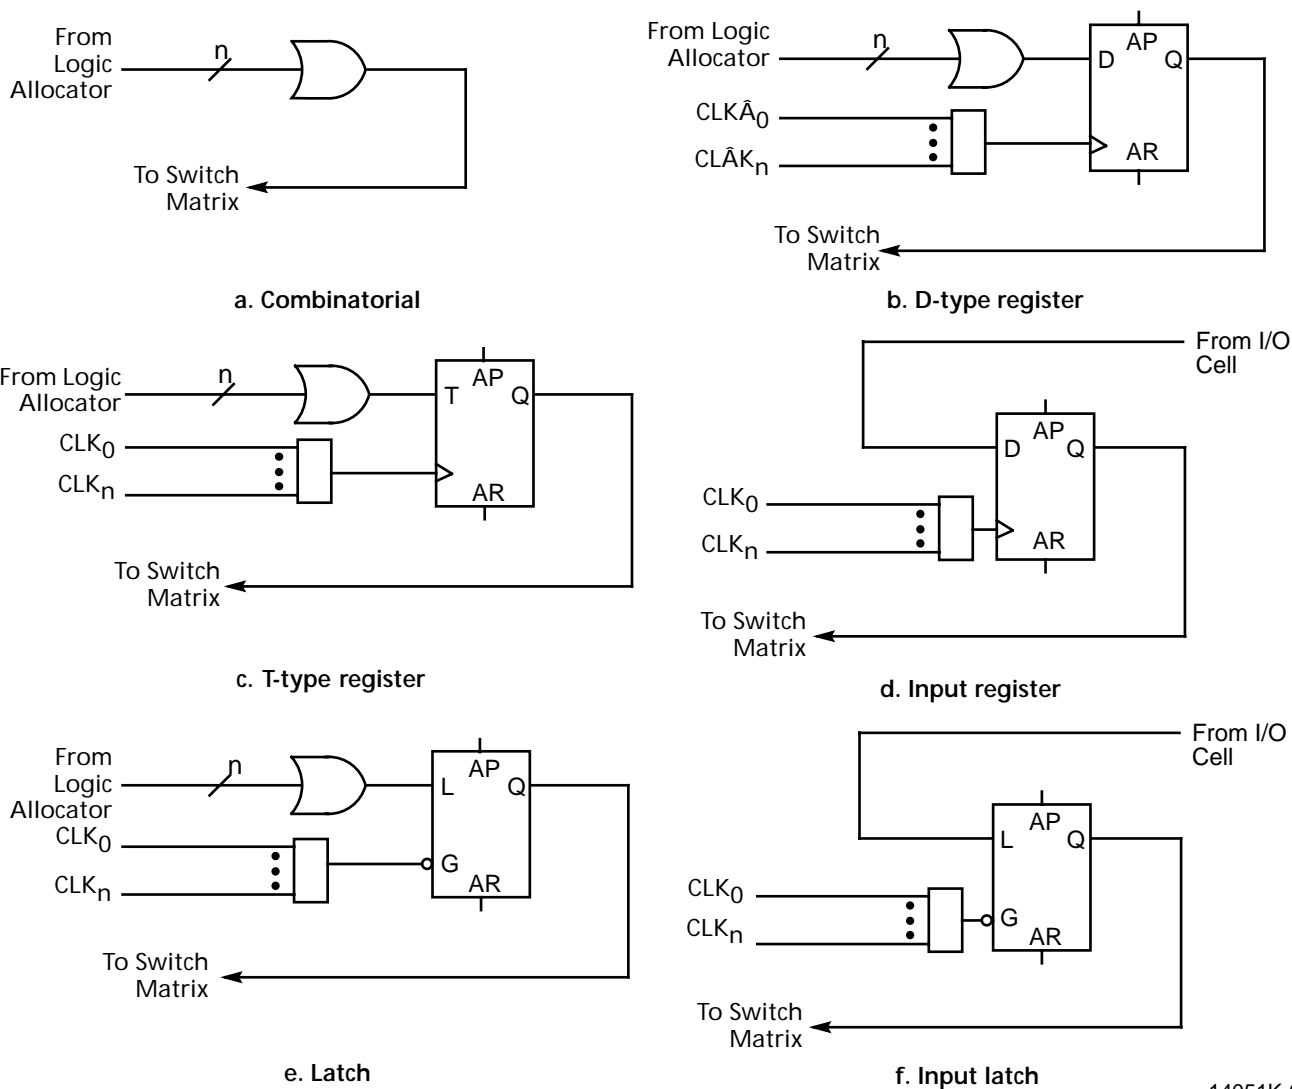 From
Logic
Allocator
n
To Switch
Matrix
a. Combinatorial
From Logic
Allocator
n
AP
D Q
CLKÂ0
CLÂKn
AR
To Switch
Matrix
b. D-type register
From Logic
Allocator
n
AP
T Q
CLK0
CLKn
AR
To Switch
Matrix
c. T-type register
From I/O
Cell
AP
D Q
CLK0
CLKn
AR
To Switch
Matrix
d. Input register
From
Logic
Allocator
n
AP
L Q
CLK0
CLKn
G
AR
To Switch
Matrix
e. Latch
From I/O
Cell
AP
L Q
CLK0
CLKn
G
AR
To Switch
Matrix
f. Input latch